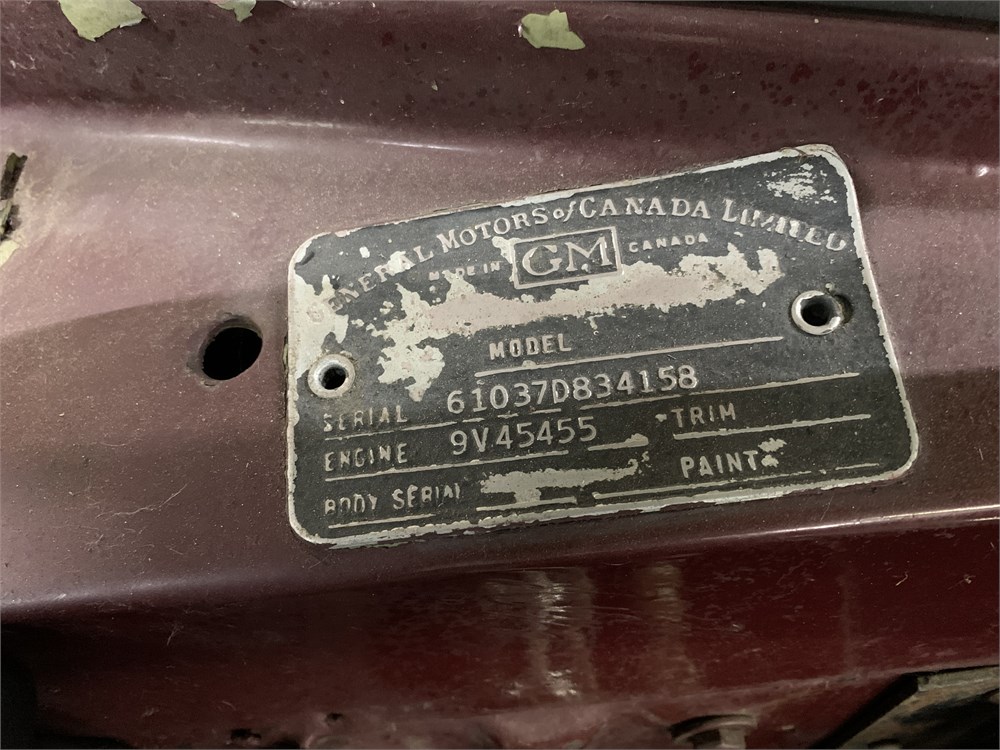 GENERAL MOTORS of CANADA LIMITED
MADE IN GM CANADA
MODEL
SERIAL 61037D834158
ENGINE 9V45455 TRIM
BODY SERIAL PAINT